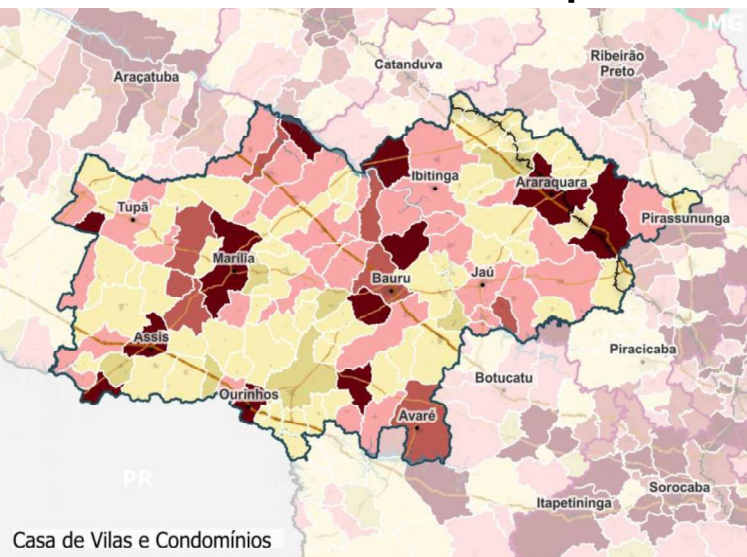 MG
Araçatuba
Catanduva
Ribeirão
Preto
Ibitinga
Araraquara
Tupã
Pirassununga
Marília
Bauru
Jaú
Assis
Piracicaba
Botucatu
Ourinhos
Avaré
PR
Sorocaba
Itapetininga
Casa de Vilas e Condomínios